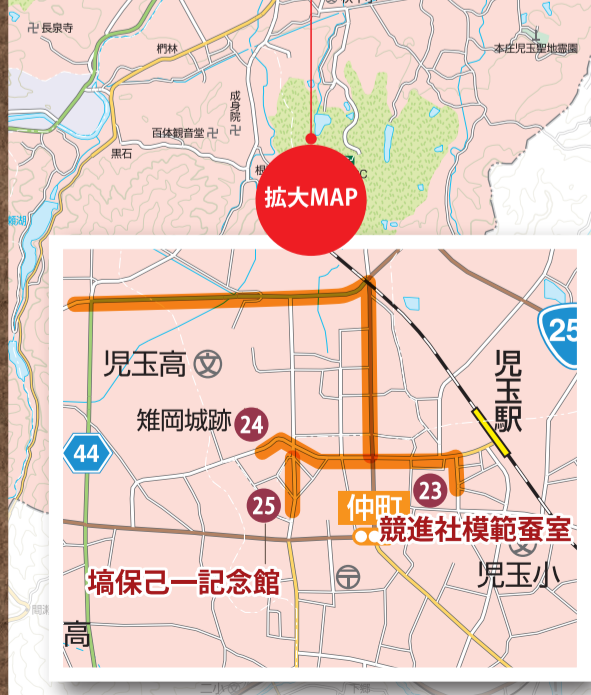 長泉寺
椚林
本庄児玉聖地霊園
成身院
百体観音堂
黒石
拡大MAP
25
児玉高
児玉駅
雉岡城跡
24
44
25
23
仲町
競進社模範蚕室
塙保己一記念館
児玉小
高